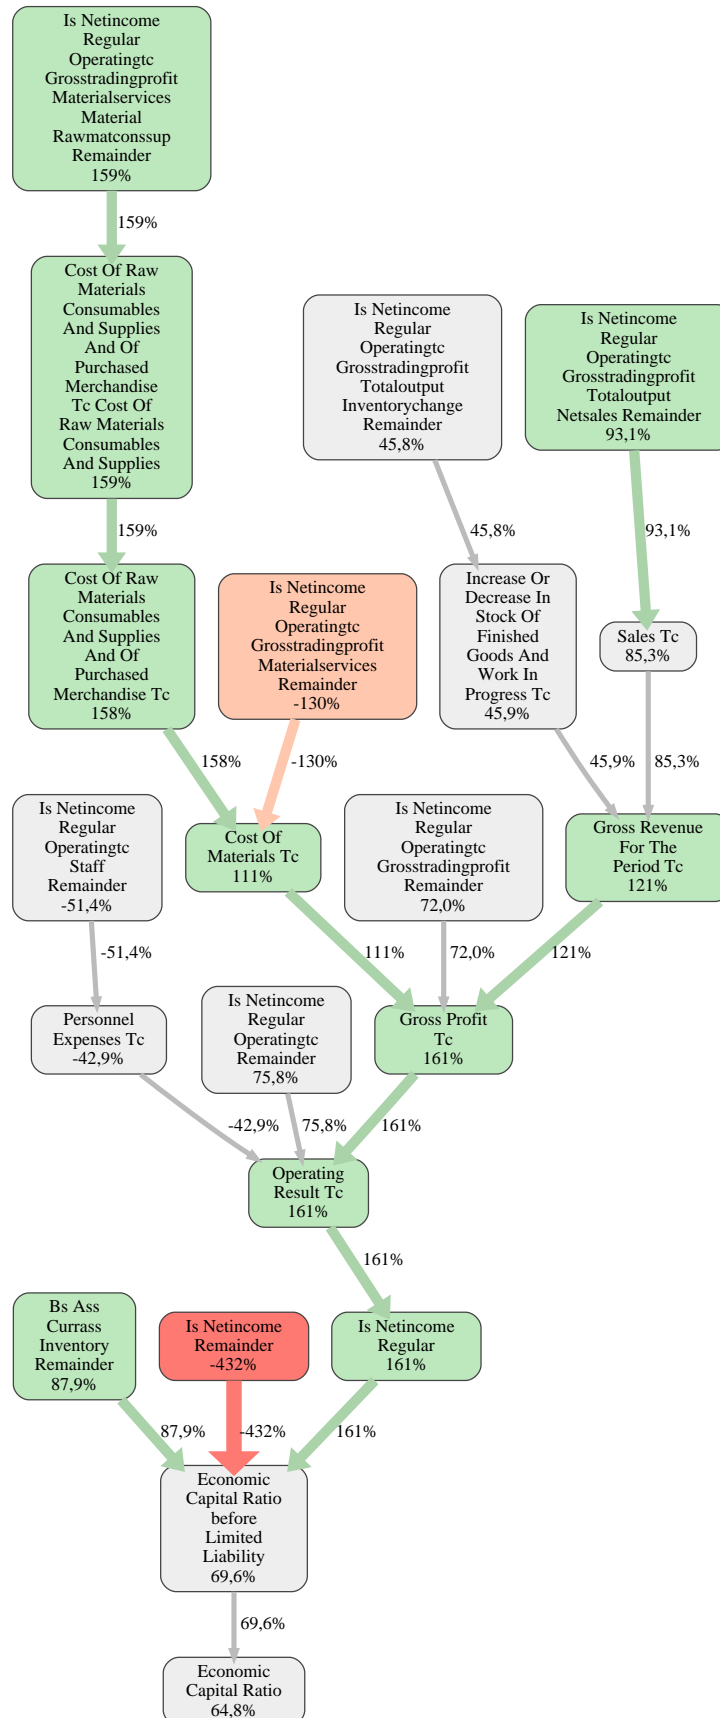 Is Netincome
Regular
Operatingtc
Grosstradingprofit
Materialservices
Material
Rawmatconssup
Remainder
159%
159%
Cost Of Raw
Materials
Consumables
And Supplies
And Of
Purchased
Merchandise
Tc Cost Of
Raw Materials
Consumables
And Supplies
159%
Is Netincome
Regular
Operatingtc
Grosstradingprofit
Totaloutput
Inventorychange
Remainder
45,8%
Is Netincome
Regular
Operatingtc
Grosstradingprofit
Totaloutput
Netsales Remainder
93,1%
159%
45,8%
93,1%
Cost Of Raw
Materials
Consumables
And Supplies
And Of
Purchased
Merchandise Tc
158%
Is Netincome
Regular
Operatingtc
Grosstradingprofit
Materialservices
Remainder
-130%
Increase Or
Decrease In
Stock Of
Finished
Goods And
Work In
Progress Tc
45,9%
Sales Tc
85,3%
158%
-130%
45,9%
85,3%
Is Netincome
Regular
Operatingtc
Staff
Remainder
-51,4%
Cost Of
Materials Tc
111%
Is Netincome
Regular
Operatingtc
Grosstradingprofit
Remainder
72,0%
Gross Revenue
For The
Period Tc
121%
-51,4%
111%
72,0%
121%
Personnel
Expenses Tc
-42,9%
Is Netincome
Regular
Operatingtc
Remainder
75,8%
Gross Profit
Tc
161%
-42,9%
75,8%
161%
Operating
Result Tc
161%
161%
Bs Ass
Currass
Inventory
Remainder
87,9%
Is Netincome
Remainder
-432%
Is Netincome
Regular
161%
87,9%
-432%
161%
Economic
Capital Ratio
before
Limited
Liability
69,6%
69,6%
Economic
Capital Ratio
64,8%